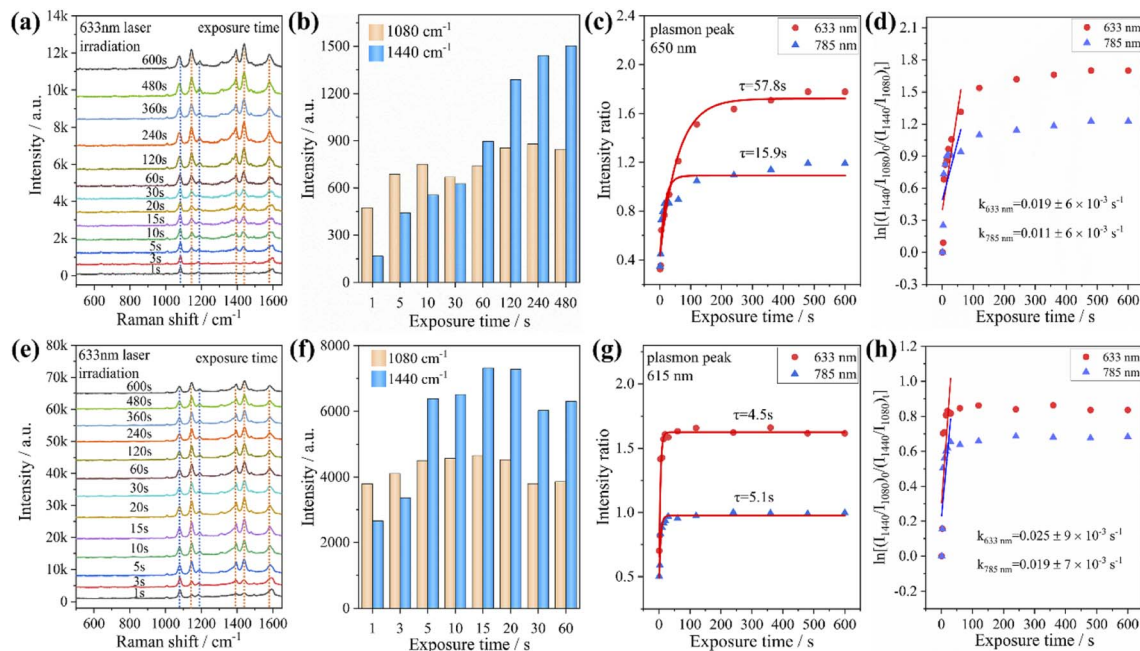 (a)
633nm laser
irradiation
exposure time
600s
480s
360s
240s
120s
60s
30s
20s
15s
10s
5s
3s
1s
14k
12k
10k
8k
6k
4k
2k
0
Intensity / a.u.
600 800 1000 1200 1400 1600
Raman shift / cm⁻¹
(b)
1080 cm⁻¹
1440 cm⁻¹
1500
1200
900
600
300
0
Intensity / a.u.
1 5 10 30 60 120 240 480
Exposure time / s
(c)
plasmon peak
650 nm
633 nm
785 nm
τ=57.8s
τ=15.9s
2.0
1.6
1.2
0.8
0.4
Intensity ratio
0 100 200 300 400 500 600
Exposure time / s
(d)
633 nm
785 nm
2.1
1.8
1.5
1.2
0.9
0.6
0.3
0.0
-0.3
ln[(I₁₄₄₀/I₁₀₈₀)₀/(I₁₄₄₀/I₁₀₈₀)ₜ]
k₆₃₃ ₙₘ=0.019 ± 6 × 10⁻³ s⁻¹
k₇₈₅ ₙₘ=0.011 ± 6 × 10⁻³ s⁻¹
0 100 200 300 400 500 600
Exposure time / s
(e)
633nm laser
irradiation
exposure time
600s
480s
360s
240s
120s
60s
30s
20s
15s
10s
5s
3s
1s
80k
70k
60k
50k
40k
30k
20k
10k
0
Intensity / a.u.
600 800 1000 1200 1400 1600
Raman shift / cm⁻¹
(f)
1080 cm⁻¹
1440 cm⁻¹
8000
6000
4000
2000
0
Intensity / a.u.
1 3 5 10 15 20 30 60
Exposure time / s
(g)
plasmon peak
615 nm
633 nm
785 nm
τ=4.5s
τ=5.1s
2.0
1.5
1.0
0.5
Intensity ratio
0 100 200 300 400 500 600
Exposure time / s
(h)
633 nm
785 nm
1.2
1.0
0.8
0.6
0.4
0.2
0.0
-0.2
ln[(I₁₄₄₀/I₁₀₈₀)₀/(I₁₄₄₀/I₁₀₈₀)ₜ]
k₆₃₃ ₙₘ=0.025 ± 9 × 10⁻³ s⁻¹
k₇₈₅ ₙₘ=0.019 ± 7 × 10⁻³ s⁻¹
0 100 200 300 400 500 600
Exposure time / s